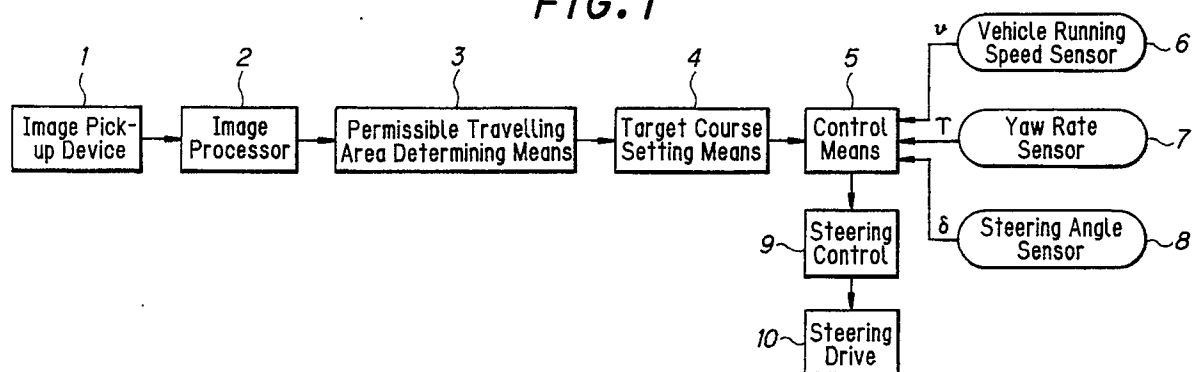 FIG. 1
1
2
3
4
5
Image Pick-
up Device
Image
Processor
Permissible Travelling
Area Determining Means
Target Course
Setting Means
Control
Means
ν
Vehicle Running
Speed Sensor
6
Υ
Yaw Rate
Sensor
7
δ
Steering Angle
Sensor
8
9
Steering
Control
10
Steering
Drive